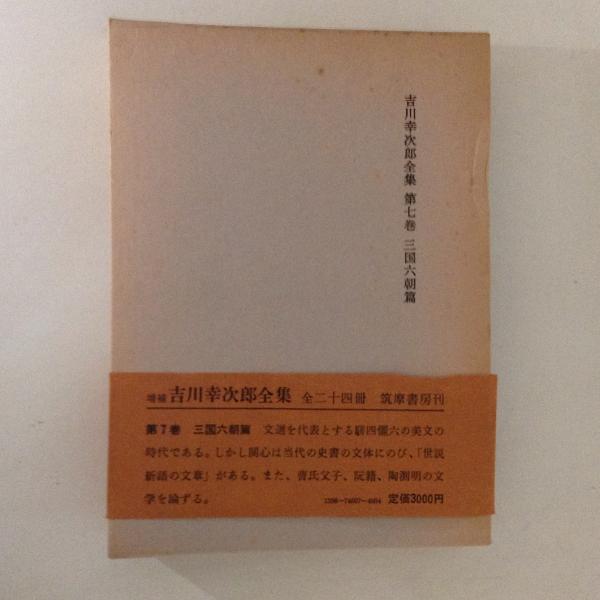 吉川幸次郎全集 第七巻 三国六朝篇
増補 吉川幸次郎全集 全二十四冊 筑摩書房刊
第7巻 三国六朝篇 文選を代表とする駢四儷六の美文の
時代である。しかし関心は当代の史書の文体にのび、「世説
新語の文章」がある。また、曹氏父子、阮籍、陶淵明の文
学を論ずる。 定価3000円